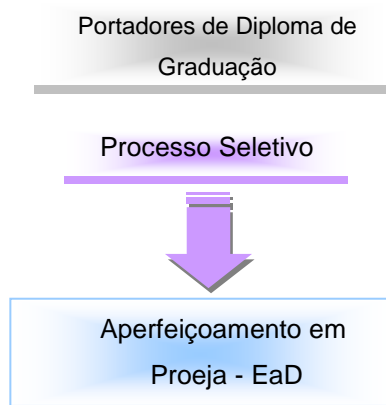 Portadores de Diploma de
Graduação
Processo Seletivo
Aperfeiçoamento em
Proeja - EaD